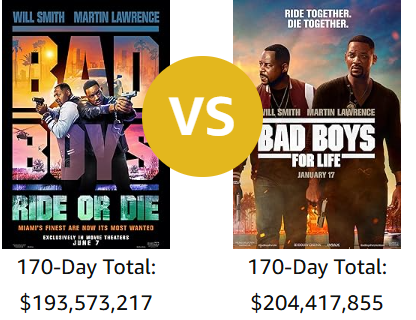 WILL SMITH MARTIN LAWRENCE
BAD
BOYS
RIDE OR DIE
MIAMI'S FINEST ARE NOW ITS MOST WANTED
EXCLUSIVELY IN MOVIE THEATERS
JUNE 7
VS
RIDE TOGETHER.
DIE TOGETHER.
WILL SMITH MARTIN LAWRENCE
BAD BOYS
FOR LIFE
JANUARY 17
170-Day Total:
$193,573,217
170-Day Total:
$204,417,855